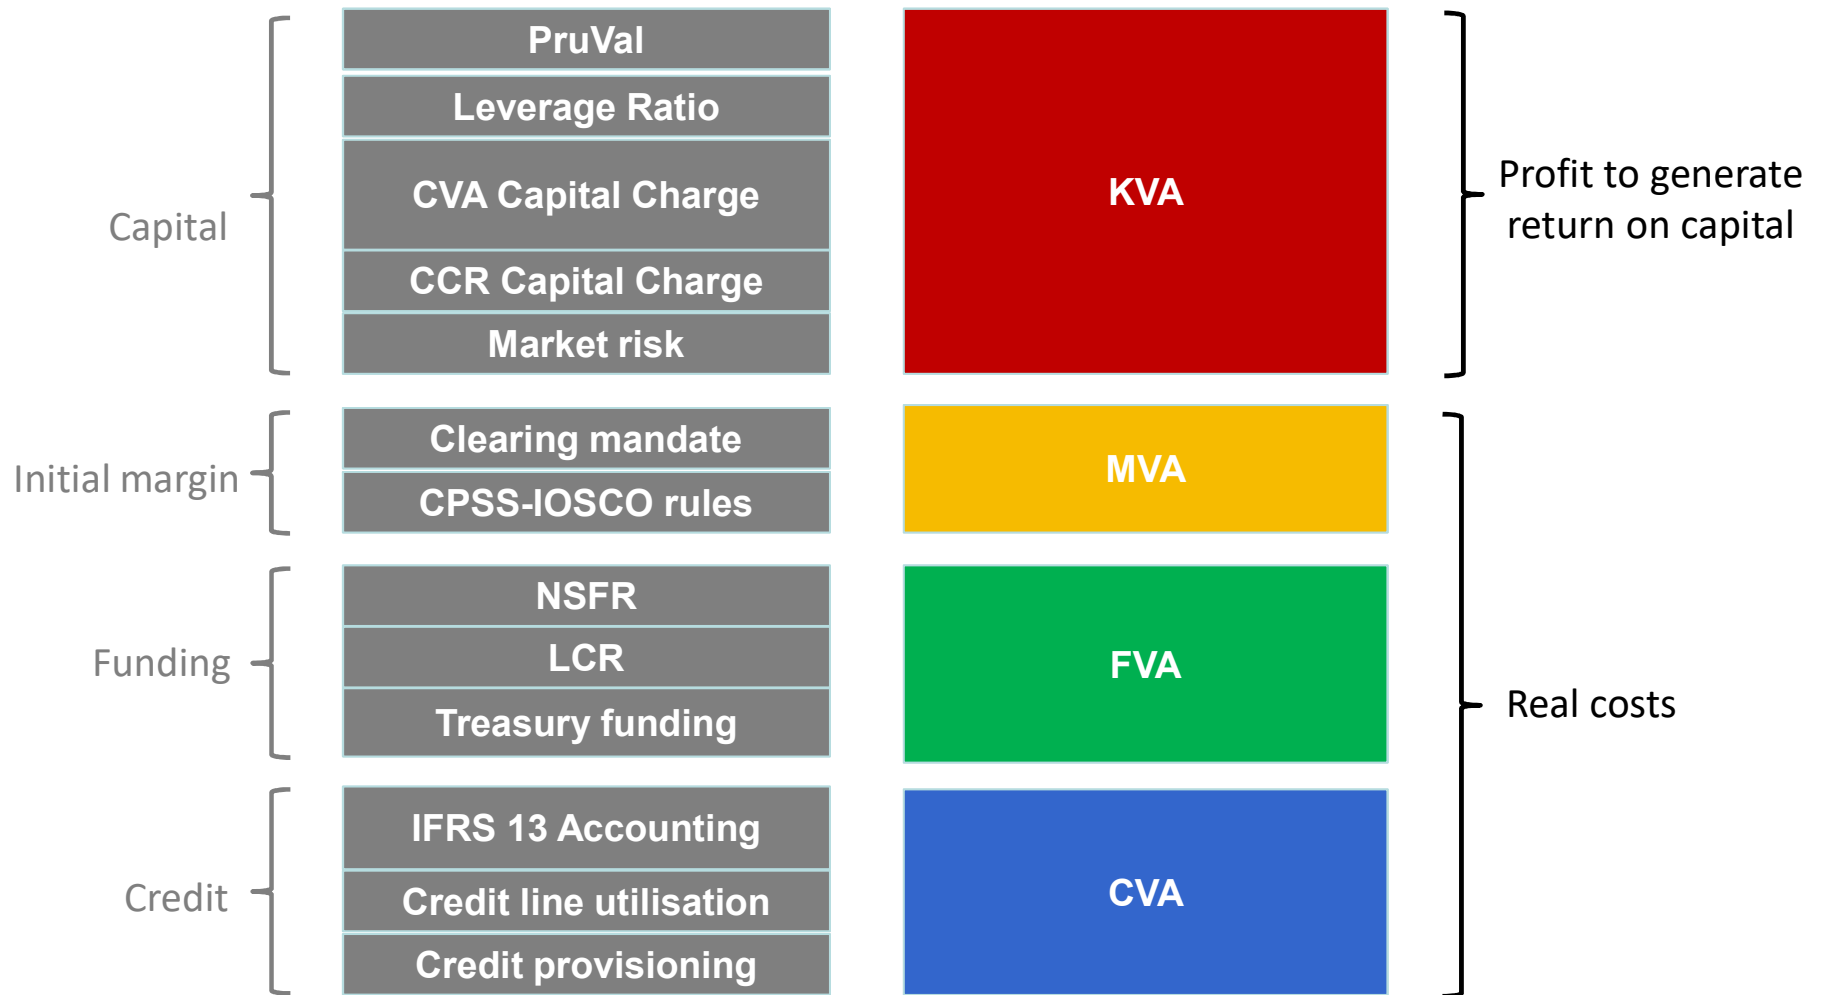 Capital
PruVal
Leverage Ratio
CVA Capital Charge
CCR Capital Charge
Market risk
KVA
Profit to generate
return on capital
Initial margin
Clearing mandate
CPSS-IOSCO rules
MVA
Funding
NSFR
LCR
Treasury funding
FVA
Real costs
Credit
IFRS 13 Accounting
Credit line utilisation
Credit provisioning
CVA